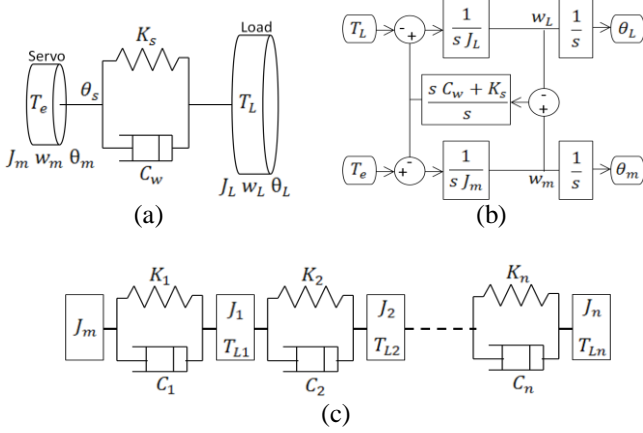 Servo
Load
K_s
T_e
θ_s
T_L
J_m w_m θ_m
C_w
J_L w_L θ_L
(a)
T_L
-
+
1
s J_L
w_L
1
s
θ_L
s C_w + K_s
s
-
+
T_e
-
+
1
s J_m
w_m
1
s
θ_m
(b)
K_1
K_2
K_n
J_m
J_1
T_L1
J_2
T_L2
J_n
T_Ln
C_1
C_2
C_n
(c)